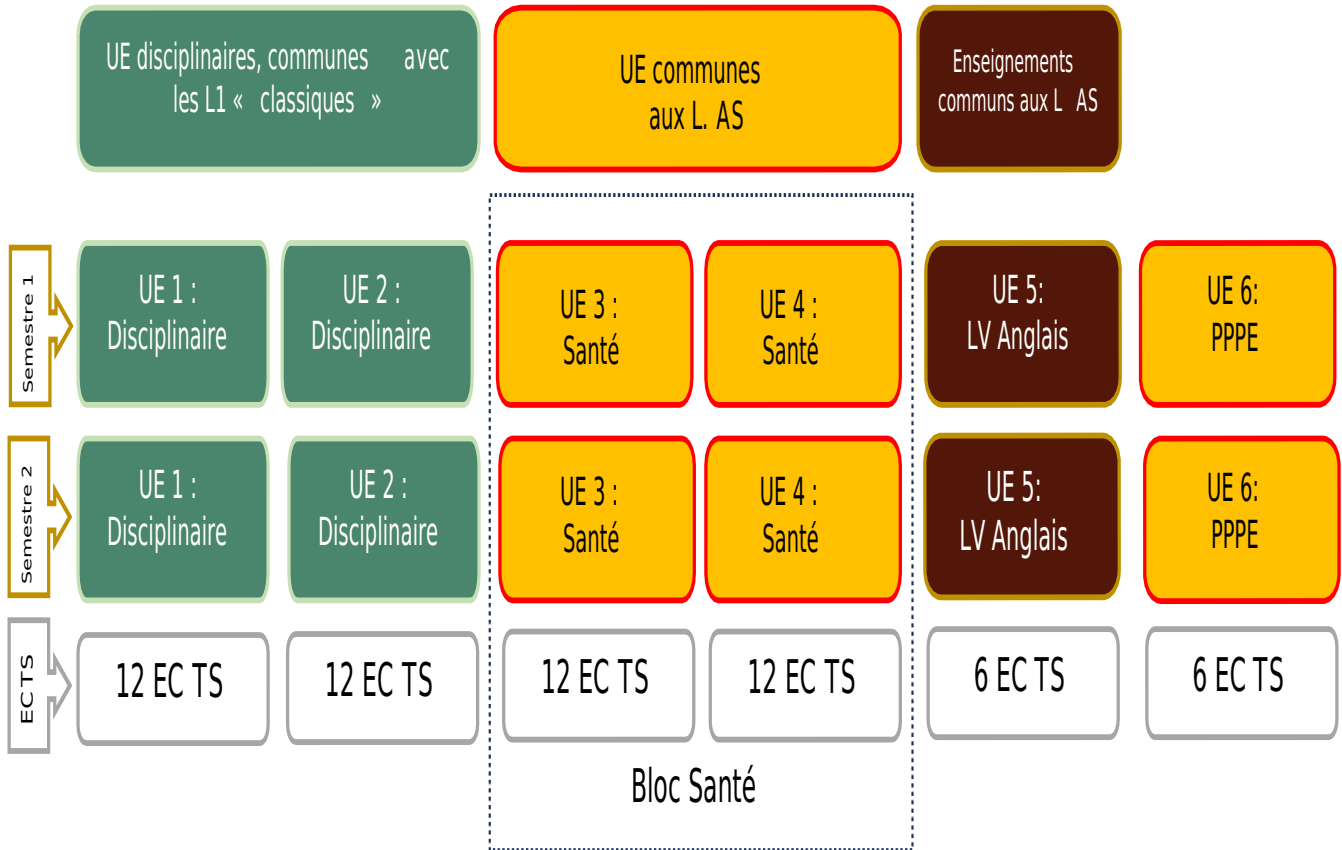 UE disciplinaires, communes avec
les L1 « classiques »
UE communes
aux L. AS
Enseignements
communs aux L AS
Semestre 1
UE 1 :
Disciplinaire
UE 2 :
Disciplinaire
UE 3 :
Santé
UE 4 :
Santé
UE 5:
LV Anglais
UE 6:
PPPE
Semestre 2
UE 1 :
Disciplinaire
UE 2 :
Disciplinaire
UE 3 :
Santé
UE 4 :
Santé
UE 5:
LV Anglais
UE 6:
PPPE
ECTS
12 EC TS
12 EC TS
12 EC TS
12 EC TS
6 EC TS
6 EC TS
Bloc Santé